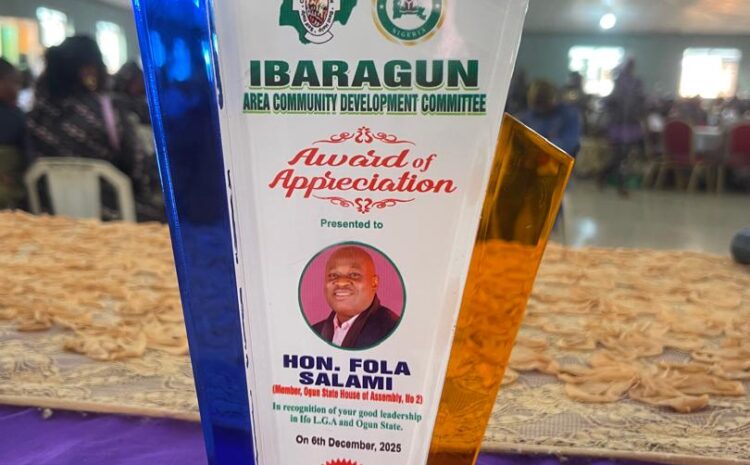 NIGERIA
IBARAGUN
AREA COMMUNITY DEVELOPMENT COMMITTEE
Award of
Appreciation
Presented to
HON. FOLA
SALAMI
(Member, Ogun State House of Assembly, Ifo 2)
In recognition of your good leadership
in Ifo L.G.A and Ogun State.
On 6th December, 2025